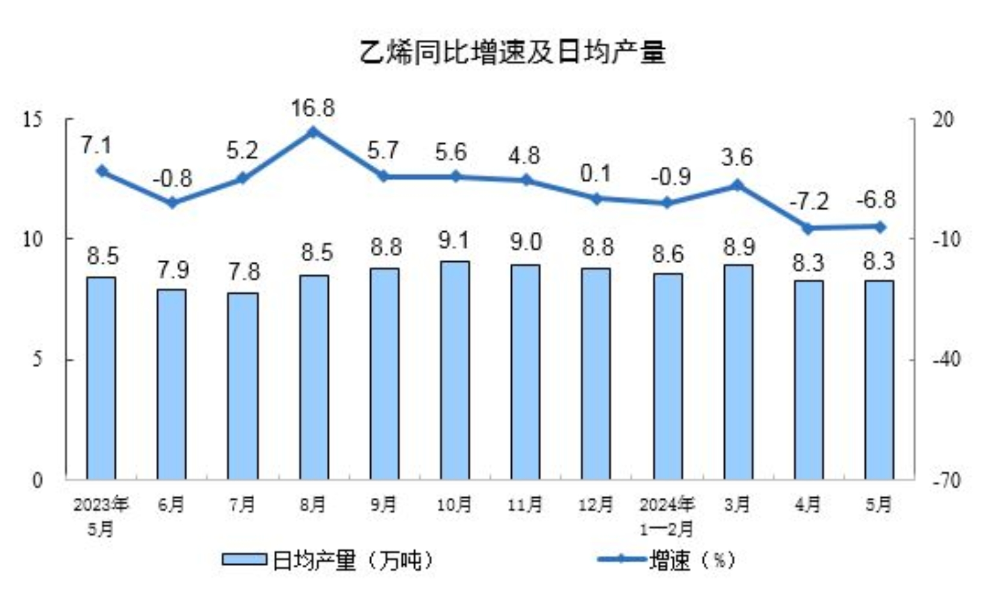 乙烯同比增速及日均产量
15
10
5
0
20
-10
-40
-70
7.1
-0.8
5.2
16.8
5.7
5.6
4.8
0.1
-0.9
3.6
-7.2
-6.8
8.5
7.9
7.8
8.5
8.8
9.1
9.0
8.8
8.6
8.9
8.3
8.3
2023年
5月
6月
7月
8月
9月
10月
11月
12月
2024年
1—2月
3月
4月
5月
日均产量（万吨）
增速（%）